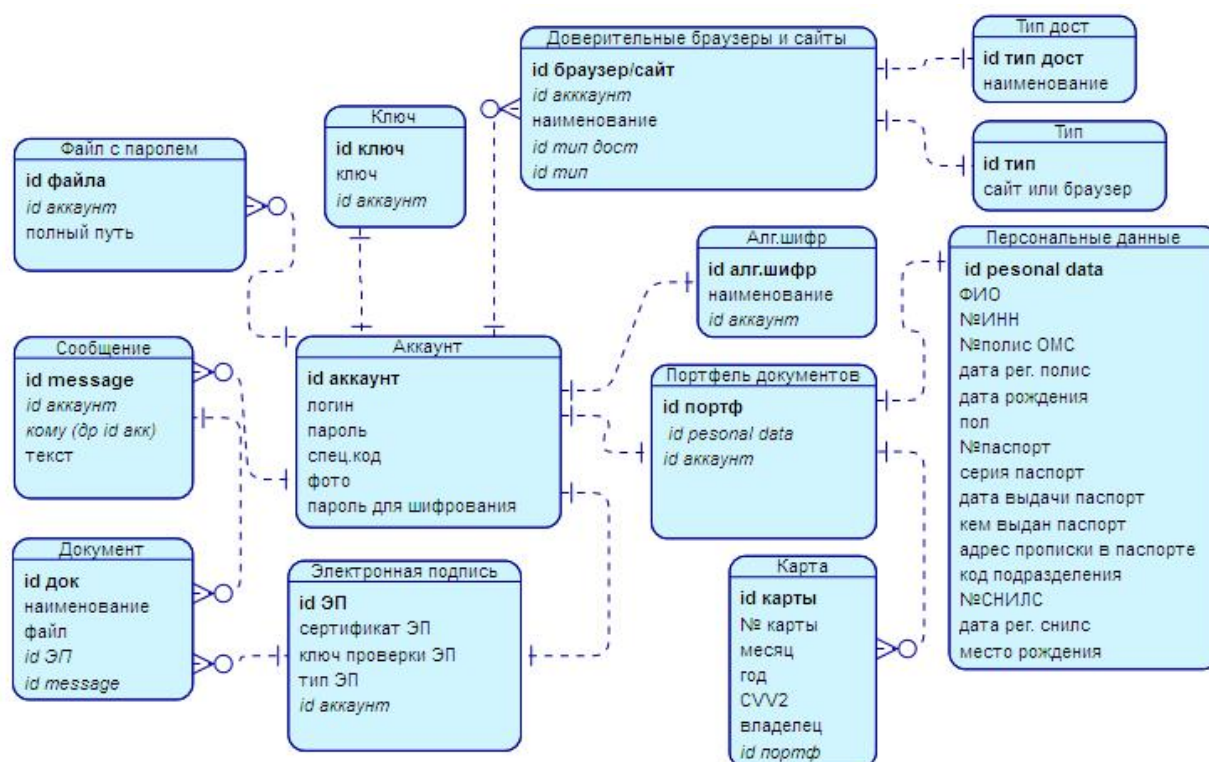 Доверительные браузеры и сайты
id браузер/сайт
id акккаунт
наименование
id тип дост
id тип
Тип дост
id тип дост
наименование
Тип
id тип
сайт или браузер
Ключ
id ключ
ключ
id аккаунт
Файл с паролем
id файла
id аккаунт
полный путь
Алг.шифр
id алг.шифр
наименование
id аккаунт
Персональные данные
id pesonal data
ФИО
№ИНН
№полис ОМС
дата рег. полис
дата рождения
пол
№паспорт
серия паспорт
дата выдачи паспорт
кем выдан паспорт
адрес прописки в паспорте
код подразделения
№СНИЛС
дата рег. снилс
место рождения
Сообщение
id message
id аккаунт
кому (др id акк)
текст
Аккаунт
id аккаунт
логин
пароль
спец.код
фото
пароль для шифрования
Портфель документов
id портф
id pesonal data
id аккаунт
Документ
id док
наименование
файл
id ЭП
id message
Электронная подпись
id ЭП
сертификат ЭП
ключ проверки ЭП
тип ЭП
id аккаунт
Карта
id карты
№ карты
месяц
год
CVV2
владелец
id портф